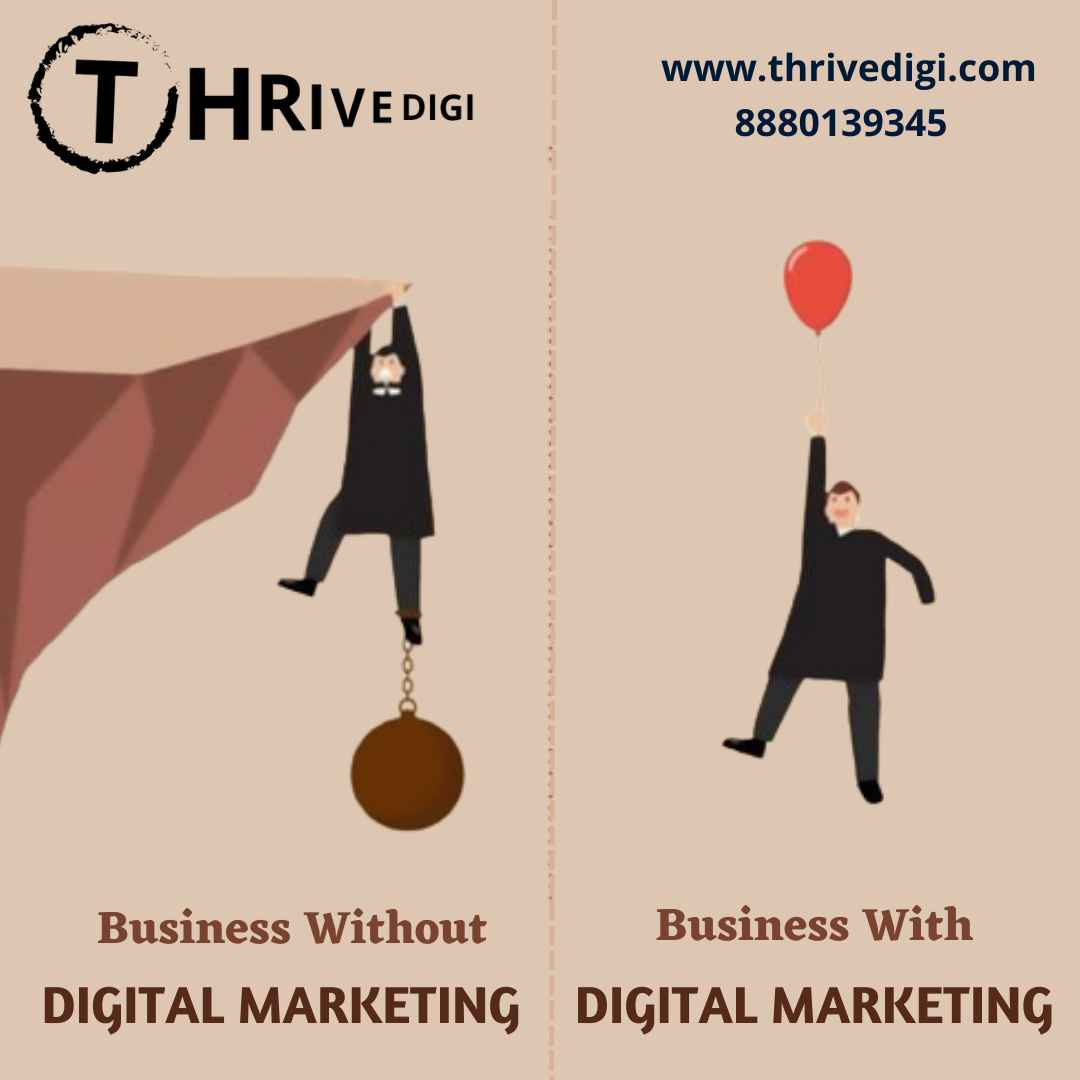 THRIVE DIGI
www.thrivedigi.com
8880139345
Business Without
DIGITAL MARKETING
Business With
DIGITAL MARKETING